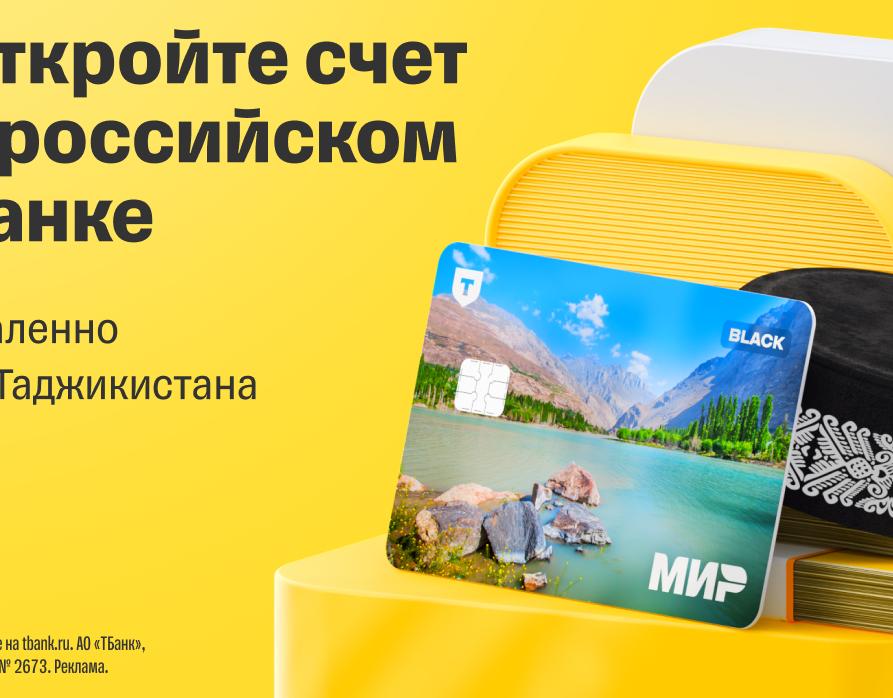 ткройте счет
российском
анке
аленно
Таджикистана
T
BLACK
МИР
е на tbank.ru. АО «ТБанк»,
№ 2673. Реклама.